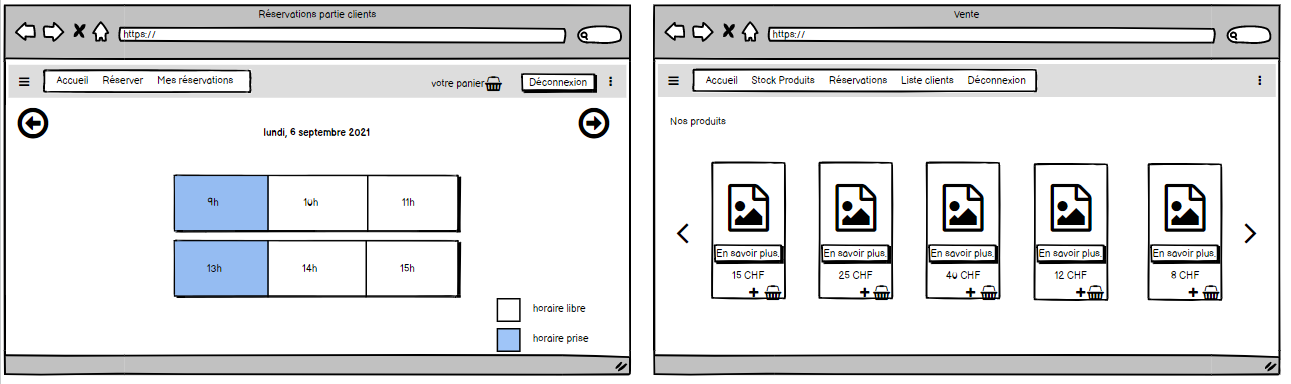 Réservations partie clients
https://
Accueil Réserver Mes réservations
votre panier
Déconnexion
lundi, 6 septembre 2021
9h 10h 11h
13h 14h 15h
horaire libre
horaire prise
Vente
https://
Accueil Stock Produits Réservations Liste clients Déconnexion
Nos produits
En savoir plus. En savoir plus. En savoir plus. En savoir plus. En savoir plus.
15 CHF 25 CHF 40 CHF 12 CHF 8 CHF
+ + + + +